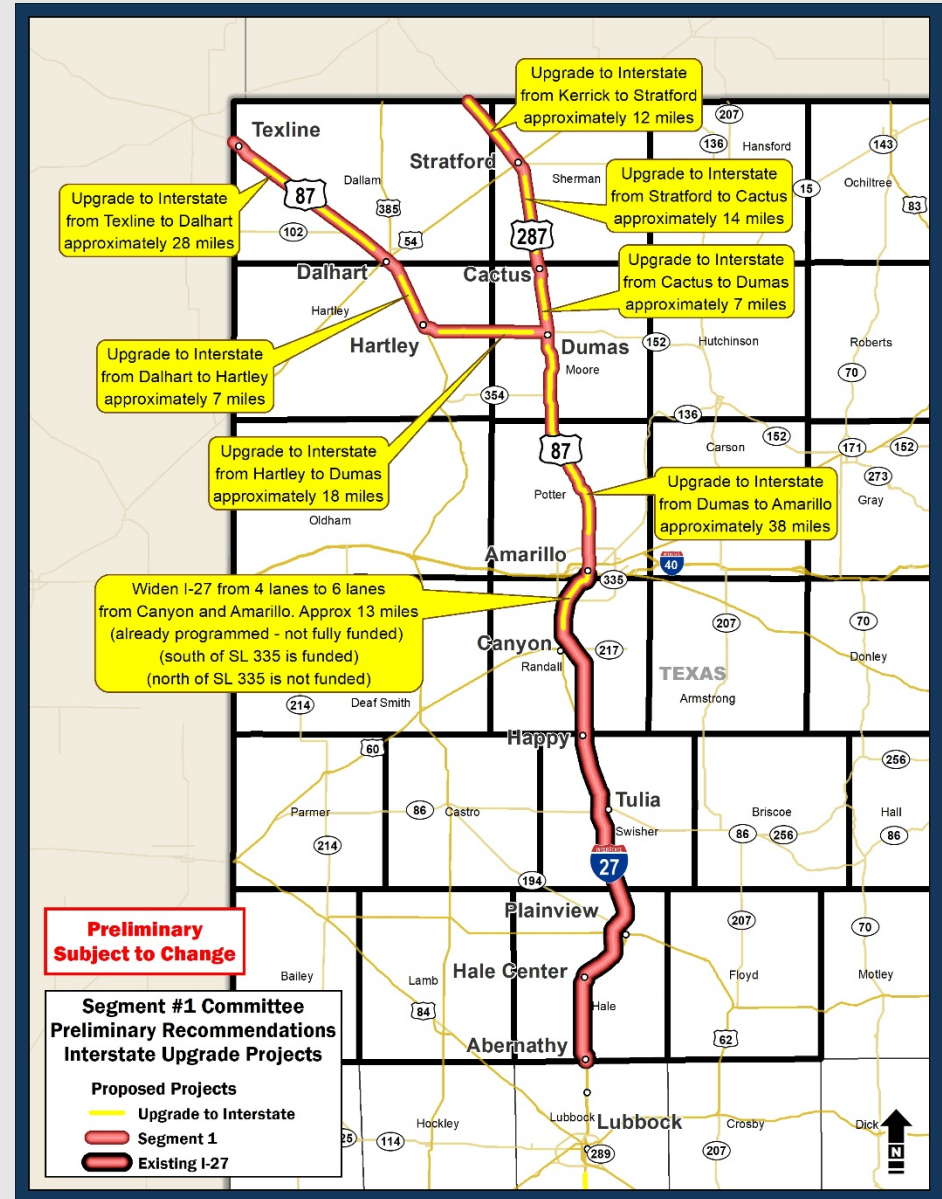 Upgrade to Interstate
from Kerrick to Stratford
approximately 12 miles
207
136
Hansford
143
Texline
Stratford
Sherman
Upgrade to Interstate
from Stratford to Cactus
approximately 14 miles
15
Ochiltree
83
Upgrade to Interstate
from Texline to Dalhart
approximately 28 miles
87
Dallam
385
102
54
287
Dalhart
Cactus
Upgrade to Interstate
from Cactus to Dumas
approximately 7 miles
Hartley
Hartley
Dumas
Moore
152
Hutchinson
Roberts
70
Upgrade to Interstate
from Dalhart to Hartley
approximately 7 miles
354
136
152
Carson
171
152
273
Gray
Upgrade to Interstate
from Hartley to Dumas
approximately 18 miles
87
Potter
Upgrade to Interstate
from Dumas to Amarillo
approximately 38 miles
Oldham
Amarillo
INTERSTATE
40
335
Widen I-27 from 4 lanes to 6 lanes
from Canyon and Amarillo. Approx 13 miles
(already programmed - not fully funded)
(south of SL 335 is funded)
(north of SL 335 is not funded)
Canyon
217
Randall
207
70
Donley
TEXAS
Armstrong
214
Deaf Smith
60
Happy
256
Tulia
Parmer
86
Castro
Swisher
Briscoe
Hall
86
256
86
214
INTERSTATE
27
194
Plainview
207
70
Preliminary
Subject to Change
Bailey
Lamb
84
Hale Center
Hale
Floyd
Motley
62
Abernathy
Segment #1 Committee
Preliminary Recommendations
Interstate Upgrade Projects
Proposed Projects
Upgrade to Interstate
Segment 1
Existing I-27
25
114
Hockley
Lubbock
Lubbock
289
Crosby
207
Dick
N